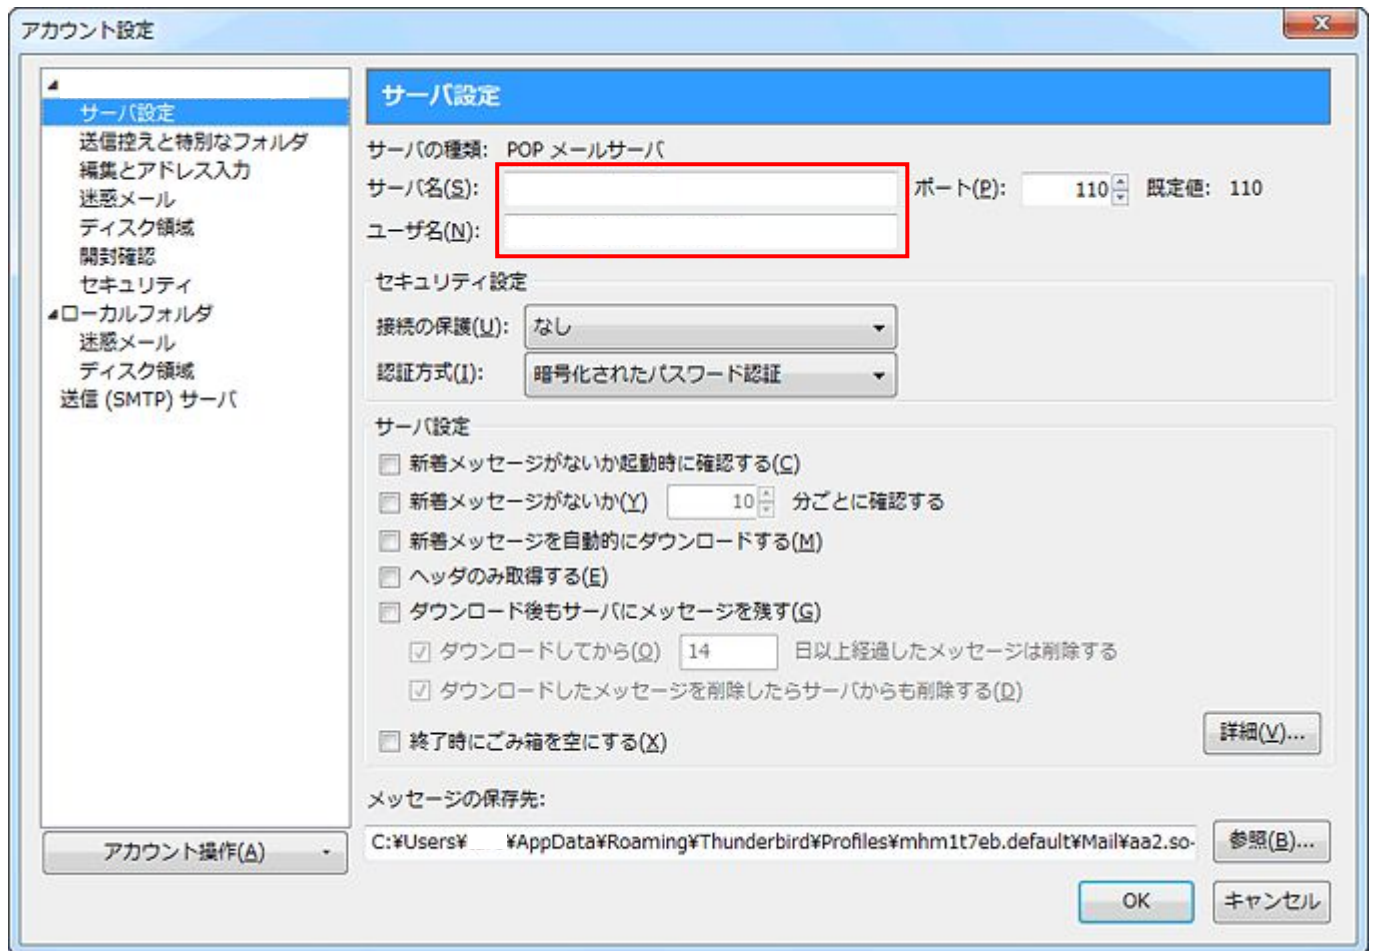 アカウント設定
サーバ設定
送信控えと特別なフォルダ
編集とアドレス入力
迷惑メール
ディスク領域
開封確認
セキュリティ
ローカルフォルダ
迷惑メール
ディスク領域
送信 (SMTP) サーバ
アカウント操作(A)
サーバ設定
サーバの種類: POP メールサーバ
サーバ名(S): ポート(P): 110 既定値: 110
ユーザ名(N):
セキュリティ設定
接続の保護(U): なし
認証方式(I): 暗号化されたパスワード認証
サーバ設定
新着メッセージがないか起動時に確認する(C)
新着メッセージがないか(Y) 10 分ごとに確認する
新着メッセージを自動的にダウンロードする(M)
ヘッダのみ取得する(E)
ダウンロード後もサーバにメッセージを残す(G)
ダウンロードしてから(O) 14 日以上経過したメッセージは削除する
ダウンロードしたメッセージを削除したらサーバからも削除する(D)
終了時にごみ箱を空にする(X)
詳細(V)...
メッセージの保存先:
C:¥Users¥ ¥AppData¥Roaming¥Thunderbird¥Profiles¥mhm1t7eb.default¥Mail¥aa2.so- 参照(B)...
OK キャンセル